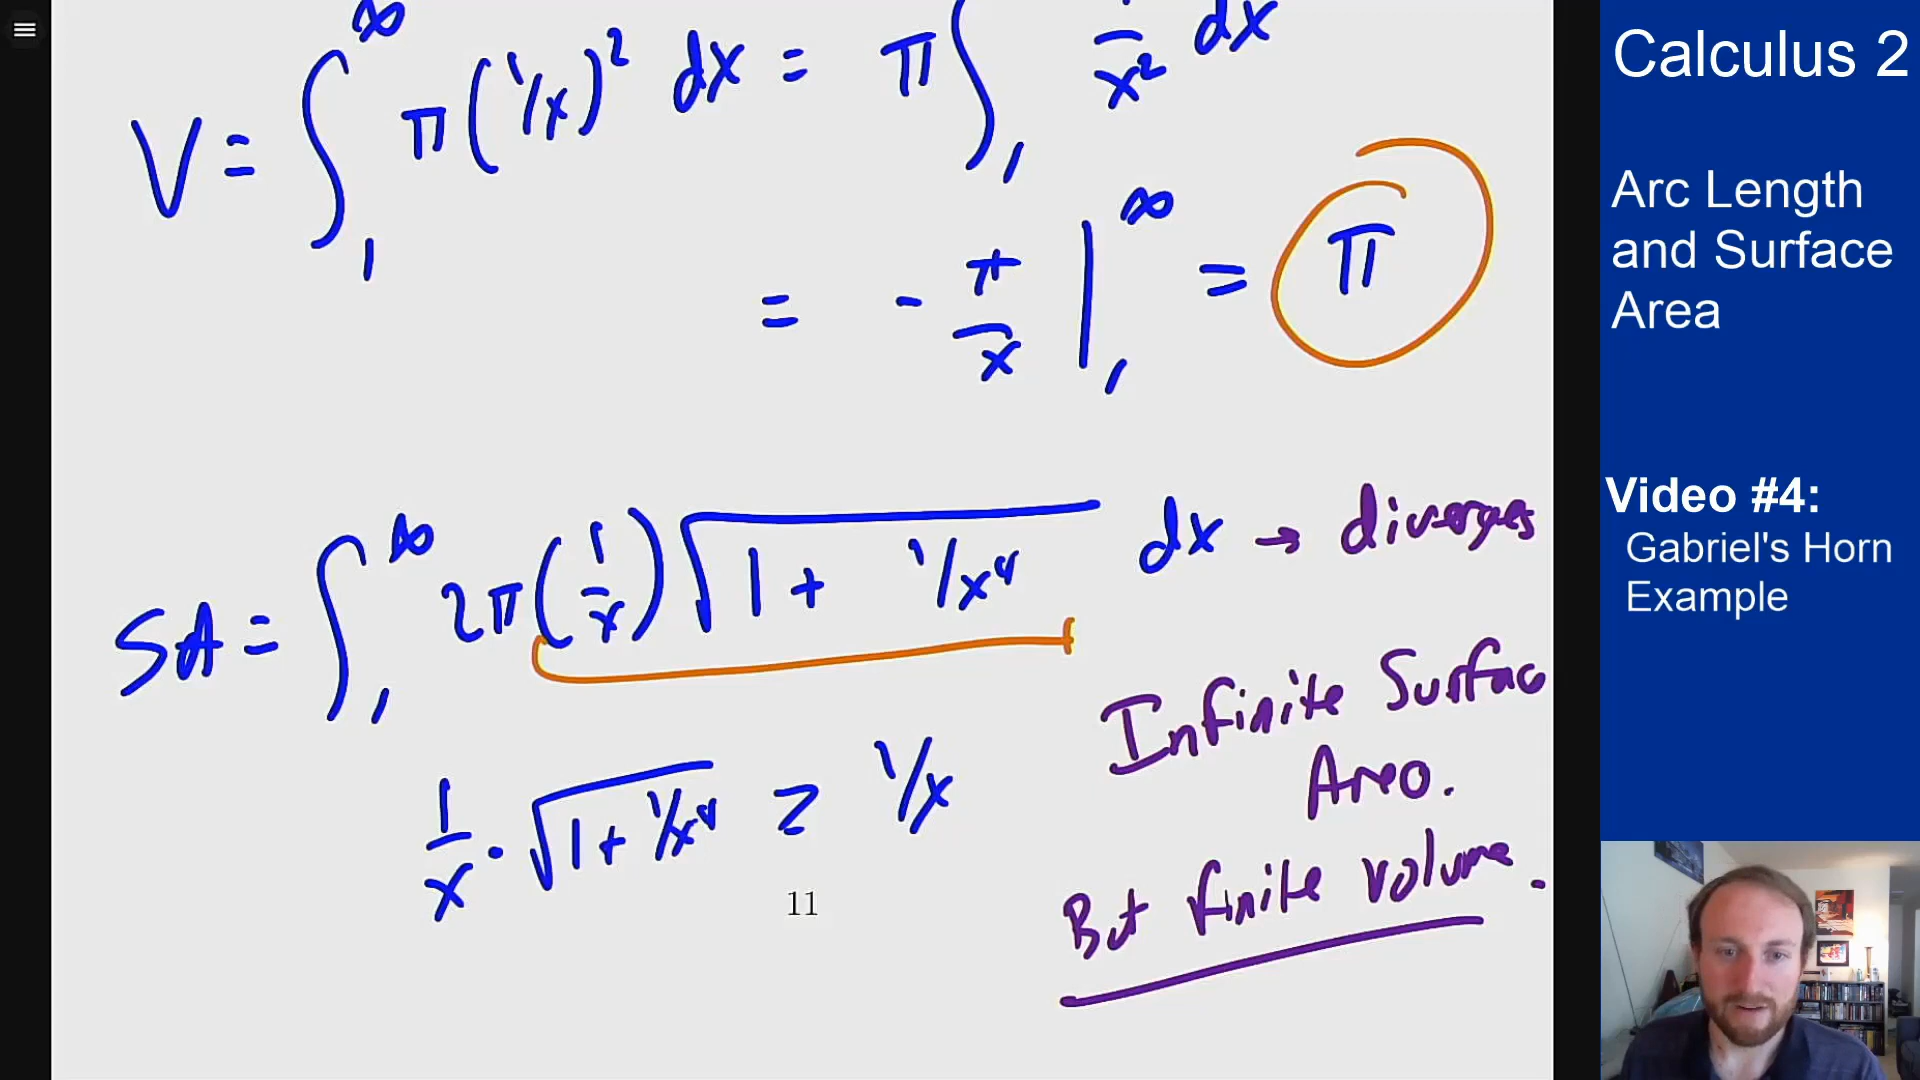 V = ∫₁^∞ π(1/x)² dx = π∫₁ 1/x² dx
= - π/x |₁^∞ = π
SA = ∫₁^∞ 2π(1/x)√(1 + 1/x⁴) dx → diverges
Infinite Surface
Area.
But finite volume.
1/x · √(1 + 1/x⁴) ≥ 1/x
11
Calculus 2
Arc Length
and Surface
Area
Video #4:
Gabriel's Horn
Example